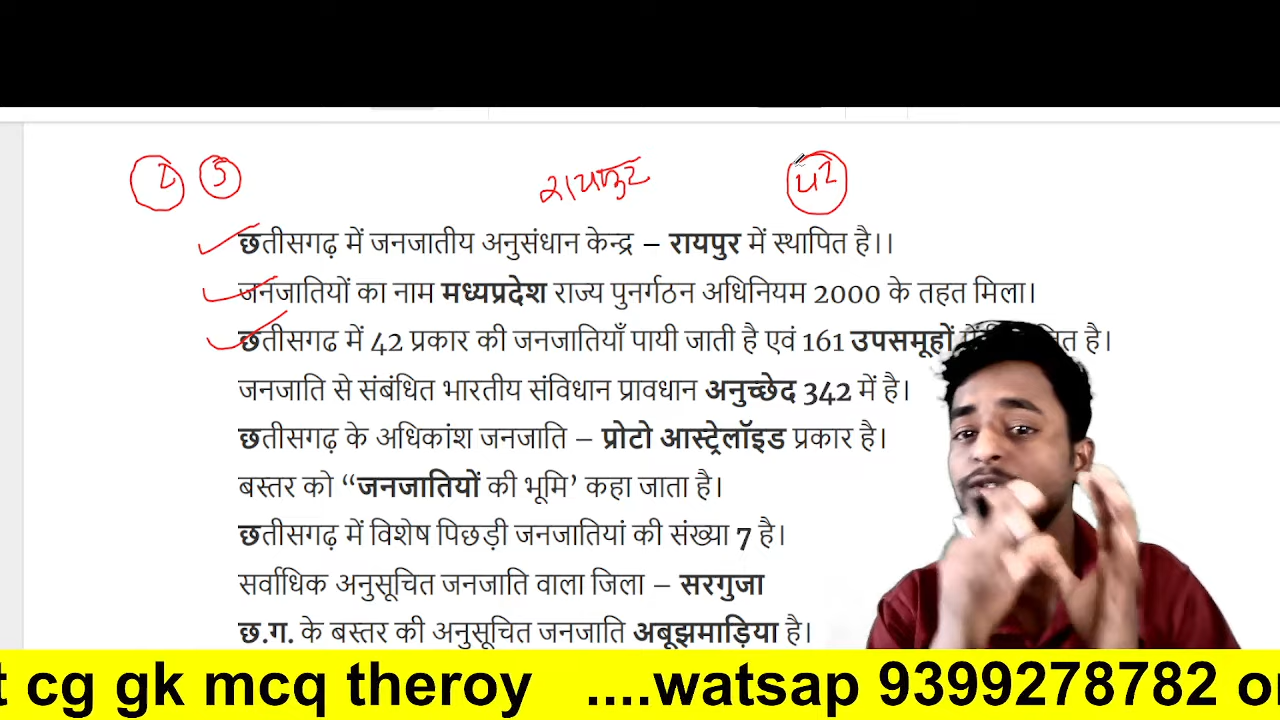 5 रायपुर 42
छतीसगढ़ में जनजातीय अनुसंधान केन्द्र – रायपुर में स्थापित है।।
जनजातियों का नाम मध्यप्रदेश राज्य पुनर्गठन अधिनियम 2000 के तहत मिला।
छतीसगढ में 42 प्रकार की जनजातियाँ पायी जाती है एवं 161 उपसमूहों है।
जनजाति से संबंधित भारतीय संविधान प्रावधान अनुच्छेद 342 में है।
छतीसगढ़ के अधिकांश जनजाति – प्रोटो आस्ट्रेलॉइड प्रकार है।
बस्तर को “जनजातियों की भूमि’ कहा जाता है।
छतीसगढ़ में विशेष पिछड़ी जनजातियां की संख्या 7 है।
सर्वाधिक अनुसूचित जनजाति वाला जिला – सरगुजा
छ.ग. के बस्तर की अनुसूचित जनजाति अबूझमाड़िया है।
t cg gk mcq theroy ....watsap 9399278782 or